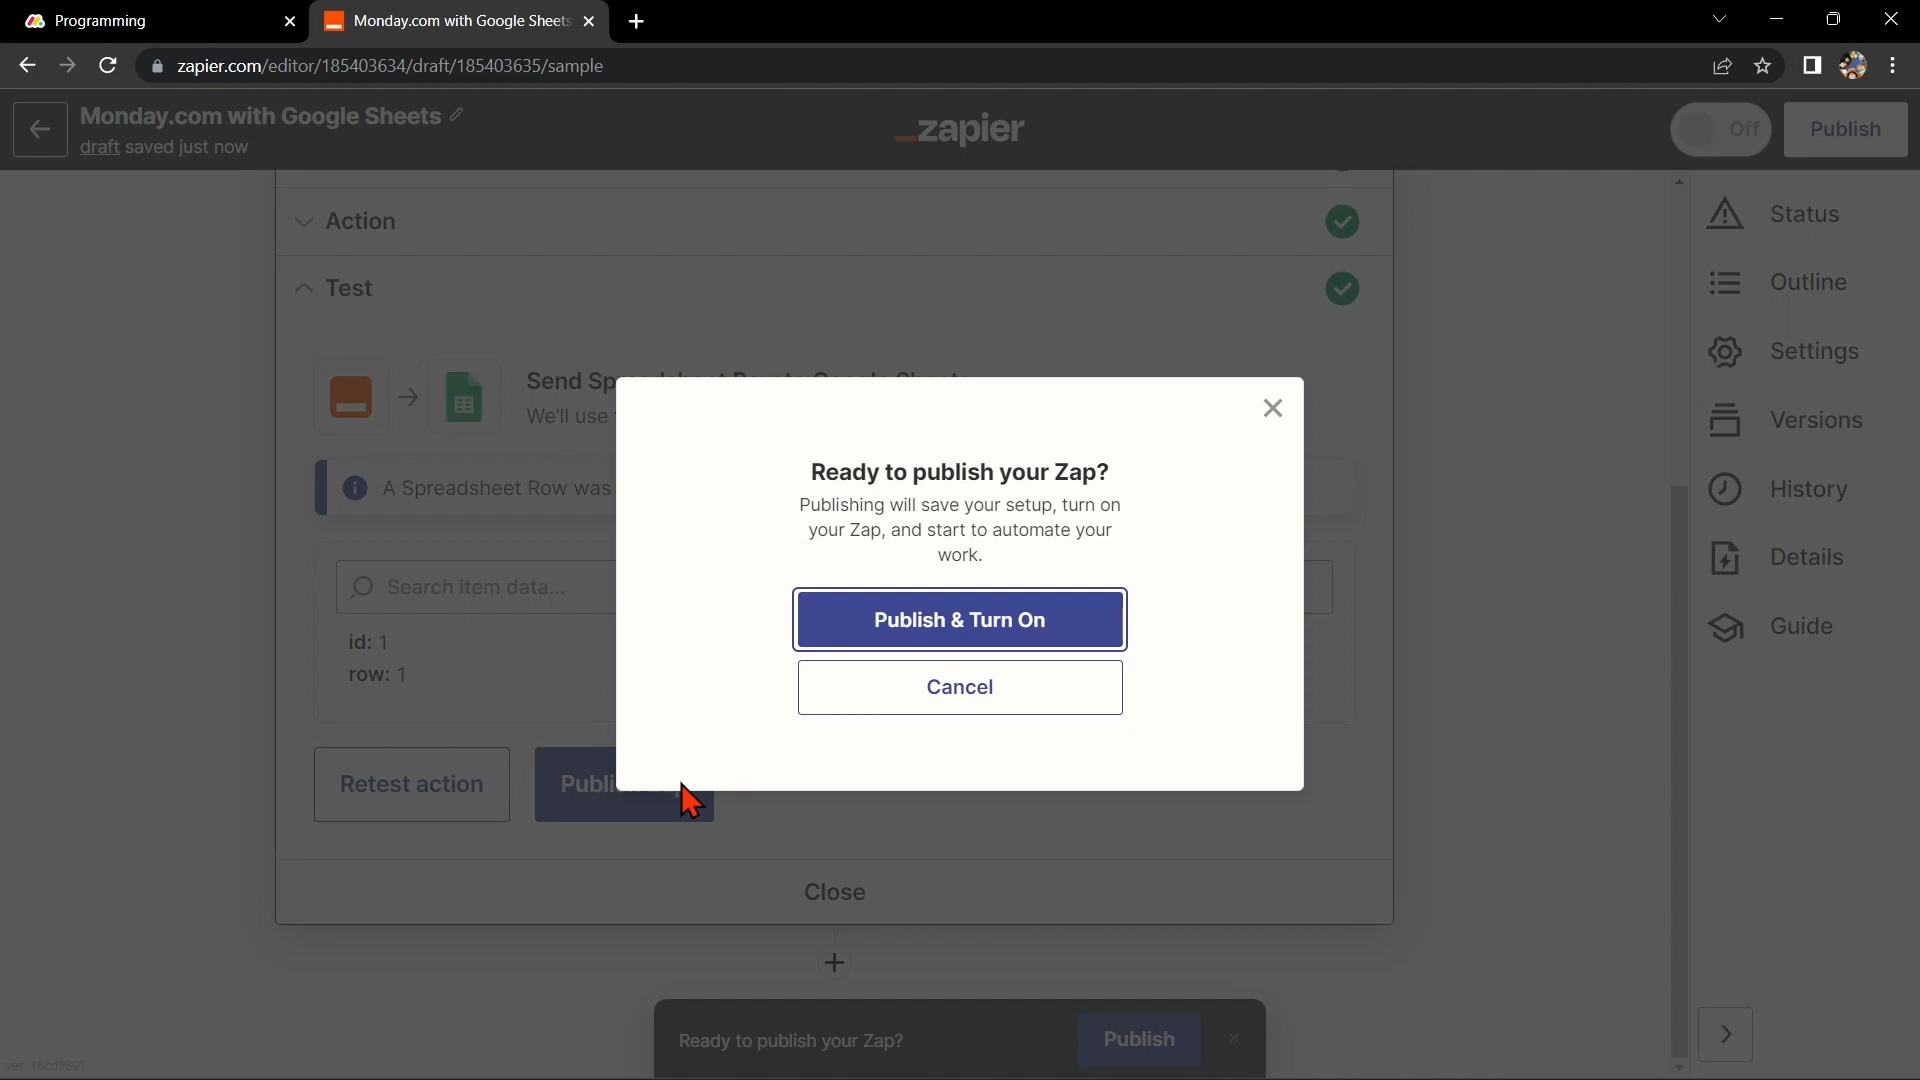 Programming
Monday.com with Google Sheets
zapier.com/editor/185403634/draft/185403635/sample
Monday.com with Google Sheets
draft saved just now
zapier
Off
Publish
Action
Test
Send
We'll use
A Spreadsheet Row was
Search item data...
id: 1
row: 1
Retest action
Close
Ready to publish your Zap?
Publishing will save your setup, turn on
your Zap, and start to automate your
work.
Publish & Turn On
Cancel
Status
Outline
Settings
Versions
History
Details
Guide
Ready to publish your Zap?
Publish